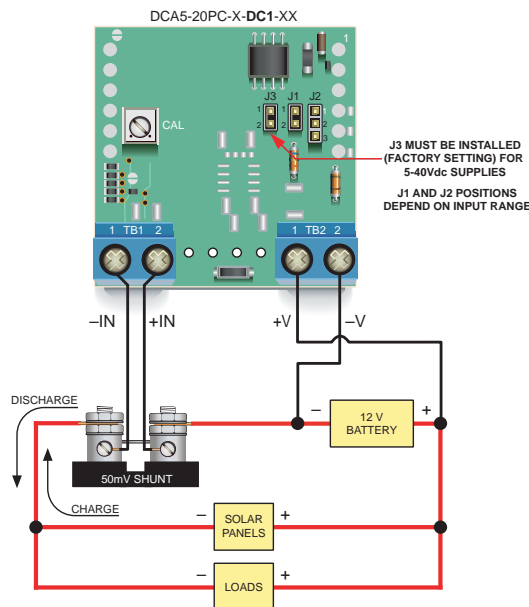 DCA5-20PC-X-DC1-XX
1
J3 J1 J2
1 1 1
2 2 2
3
CAL
J3 MUST BE INSTALLED
(FACTORY SETTING) FOR
5-40Vdc SUPPLIES
J1 AND J2 POSITIONS
DEPEND ON INPUT RANGE
1 TB1 2
1 TB2 2
–IN +IN
+V –V
DISCHARGE
– 12 V +
BATTERY
50mV SHUNT
CHARGE
– SOLAR +
PANELS
– LOADS +